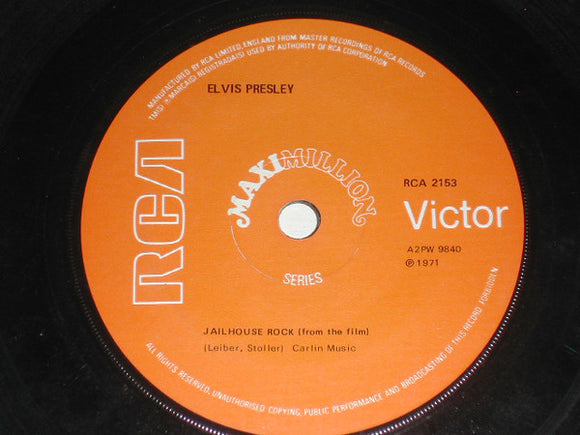 MANUFACTURED BY RCA LIMITED, ENGLAND FROM MASTER RECORDINGS OF RCA RECORDS
TM(S) ® MARCA(S) REGISTRADA(S) USED BY AUTHORITY OF RCA CORPORATION
ELVIS PRESLEY
RCA
MAXIMILLION
SERIES
RCA 2153
Victor
A2PW 9840
℗ 1971
JAILHOUSE ROCK (from the film)
(Leiber, Stoller) Carlin Music
ALL RIGHTS RESERVED. UNAUTHORISED COPYING, PUBLIC PERFORMANCE AND BROADCASTING OF THIS RECORD FORBIDDEN